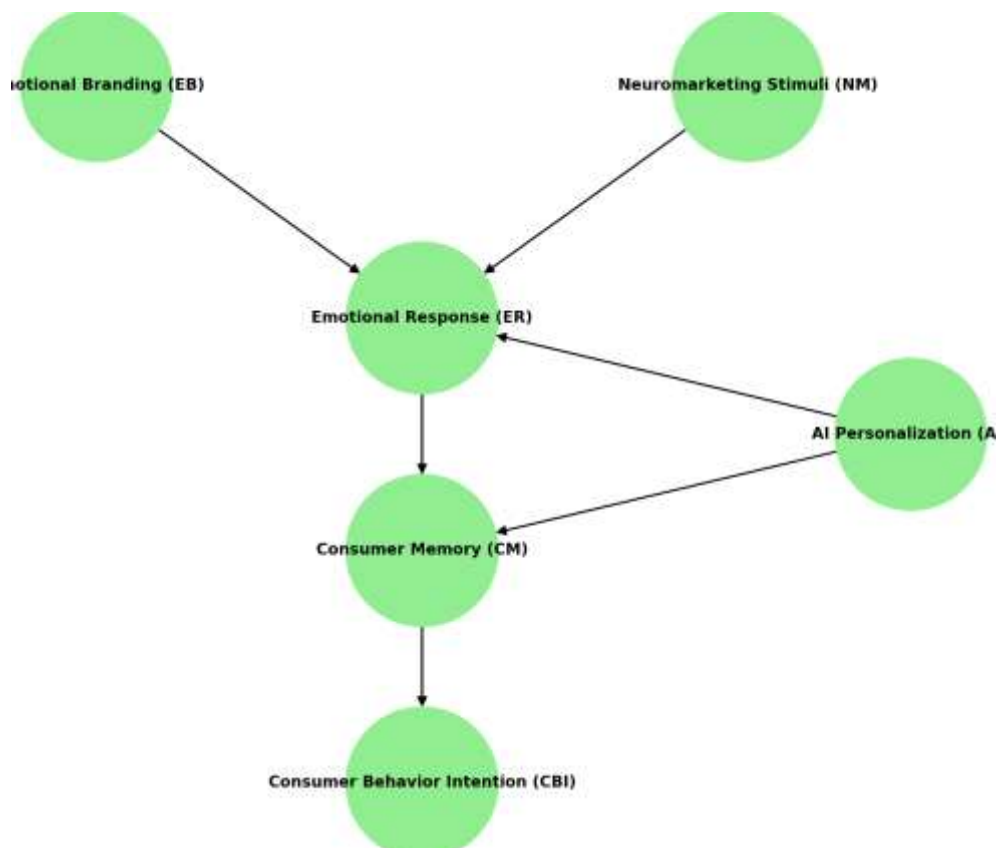 otional Branding (EB)
Neuromarketing Stimuli (NM)
Emotional Response (ER)
AI Personalization (A
Consumer Memory (CM)
Consumer Behavior Intention (CBI)